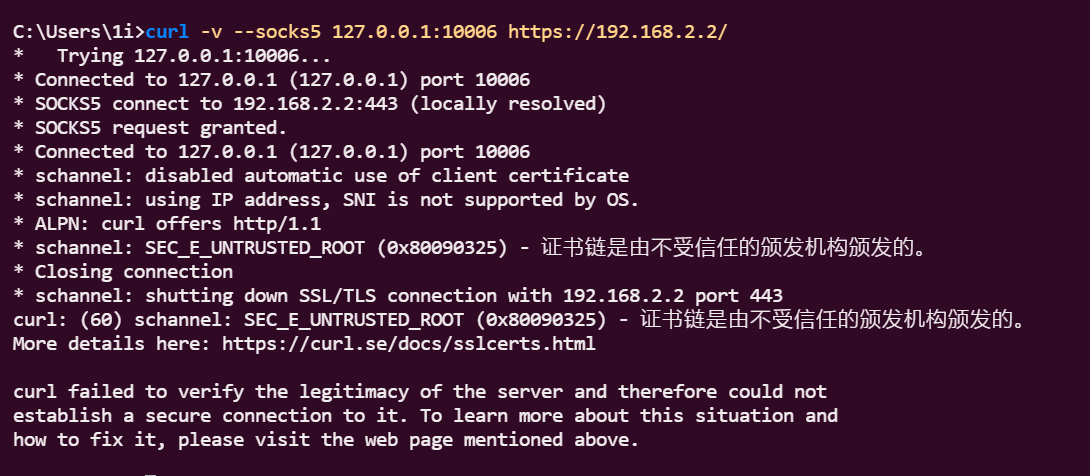 C:\Users\1i>curl -v --socks5 127.0.0.1:10006 https://192.168.2.2/
*   Trying 127.0.0.1:10006...
* Connected to 127.0.0.1 (127.0.0.1) port 10006
* SOCKS5 connect to 192.168.2.2:443 (locally resolved)
* SOCKS5 request granted.
* Connected to 127.0.0.1 (127.0.0.1) port 10006
* schannel: disabled automatic use of client certificate
* schannel: using IP address, SNI is not supported by OS.
* ALPN: curl offers http/1.1
* schannel: SEC_E_UNTRUSTED_ROOT (0x80090325) - 证书链是由不受信任的颁发机构颁发的。
* Closing connection
* schannel: shutting down SSL/TLS connection with 192.168.2.2 port 443
curl: (60) schannel: SEC_E_UNTRUSTED_ROOT (0x80090325) - 证书链是由不受信任的颁发机构颁发的。
More details here: https://curl.se/docs/sslcerts.html

curl failed to verify the legitimacy of the server and therefore could not
establish a secure connection to it. To learn more about this situation and
how to fix it, please visit the web page mentioned above.